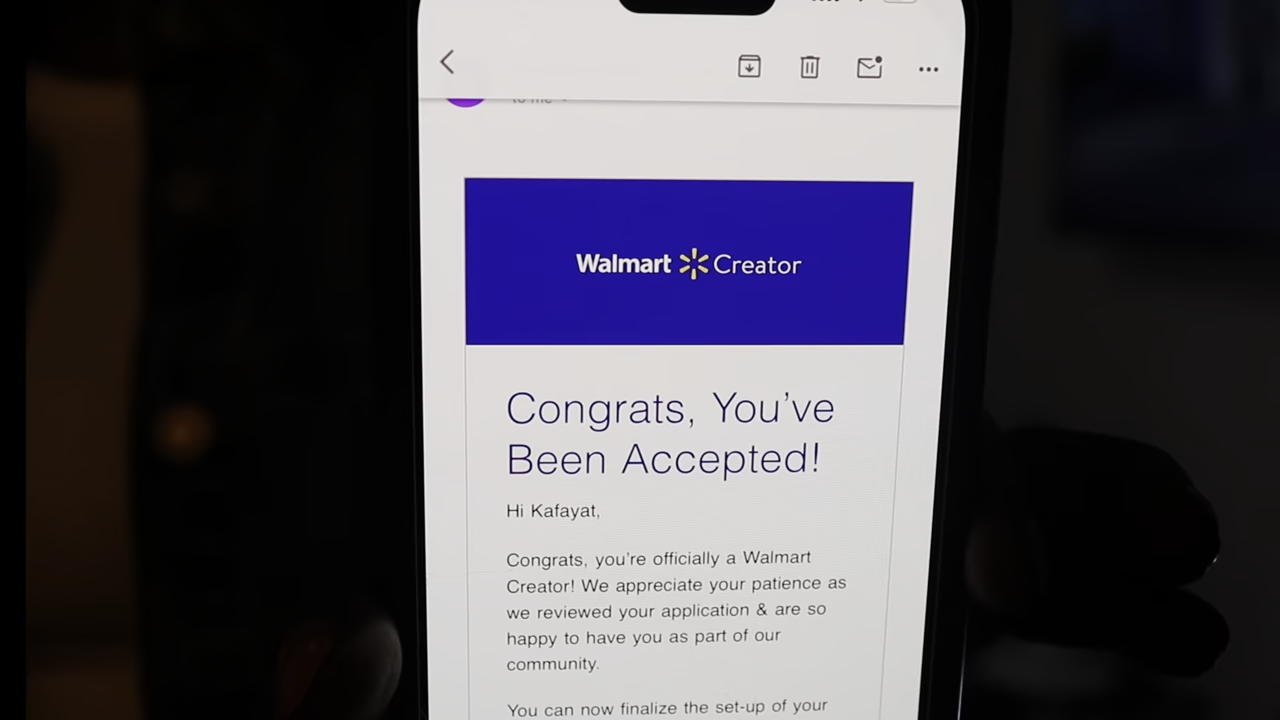 to me
Walmart Creator
Congrats, You've
Been Accepted!
Hi Kafayat,
Congrats, you're officially a Walmart
Creator! We appreciate your patience as
we reviewed your application & are so
happy to have you as part of our
community.
You can now finalize the set-up of your